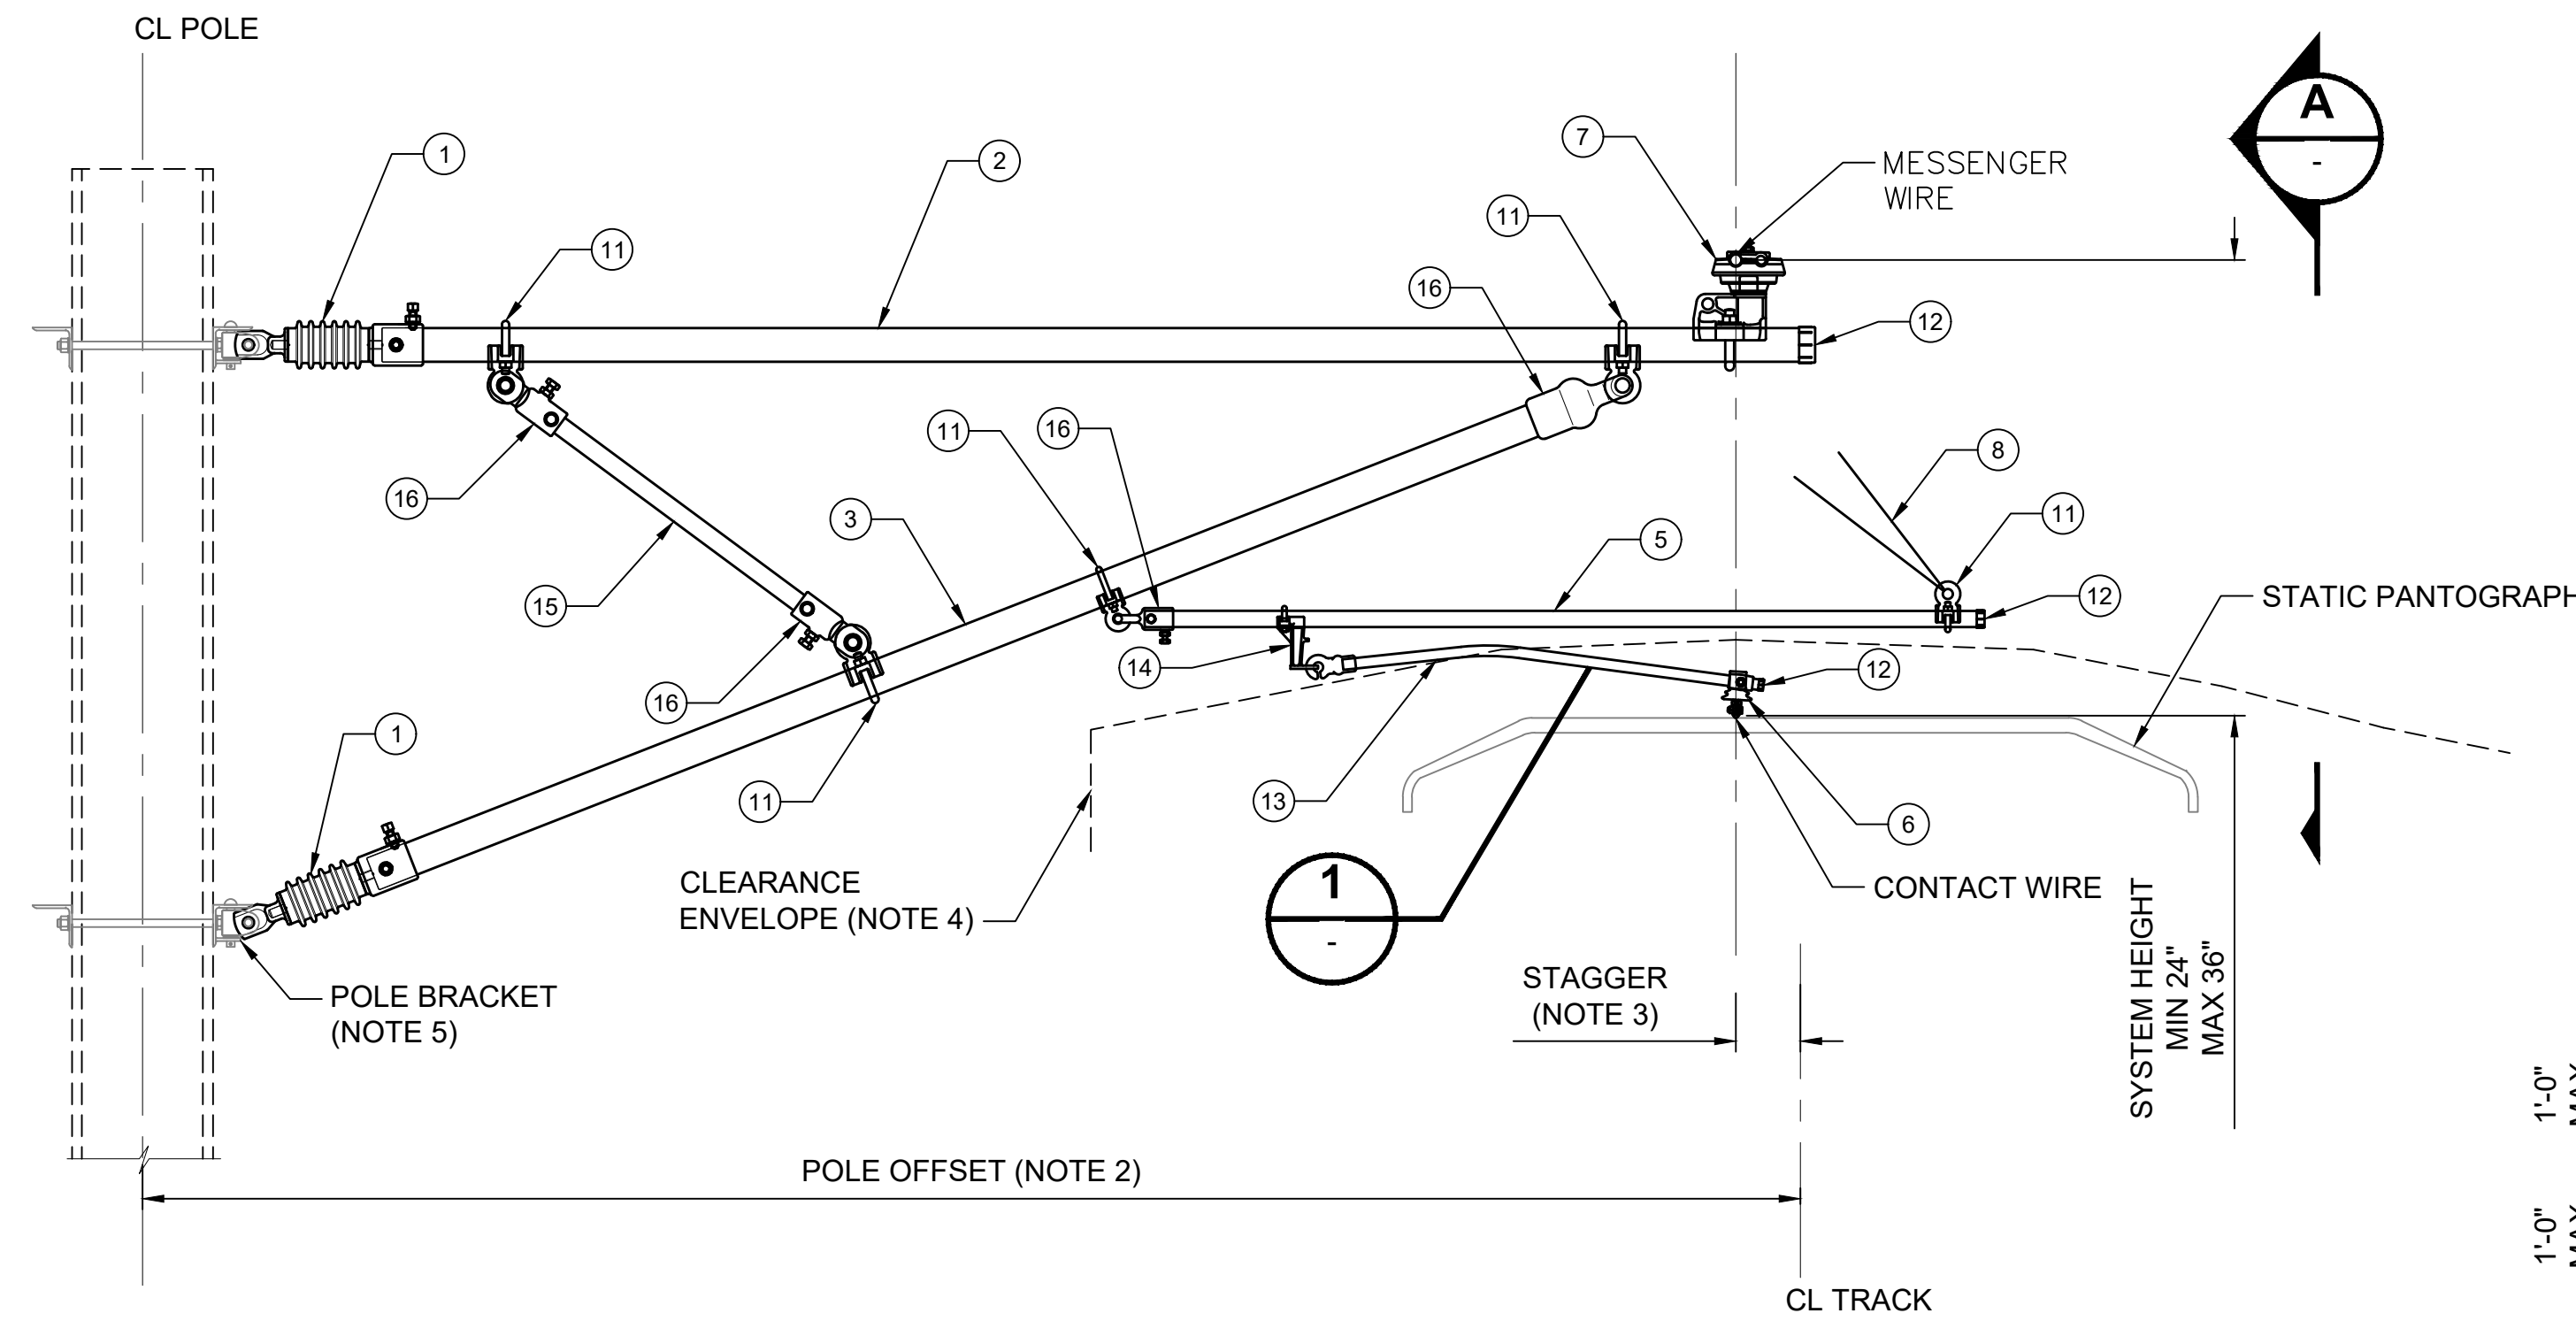 CL POLE
1
2
7
MESSENGER
WIRE
A
-
11
11
16
12
11
16
8
16
11
3
5
15
12
STATIC PANTOGRAPH
14
12
16
1
11
13
6
CLEARANCE
ENVELOPE (NOTE 4)
1
-
CONTACT WIRE
POLE BRACKET
(NOTE 5)
STAGGER
(NOTE 3)
SYSTEM HEIGHT
MIN 24"
MAX 36"
1'-0"
MAX
POLE OFFSET (NOTE 2)
1'-0"
MAX
CL TRACK